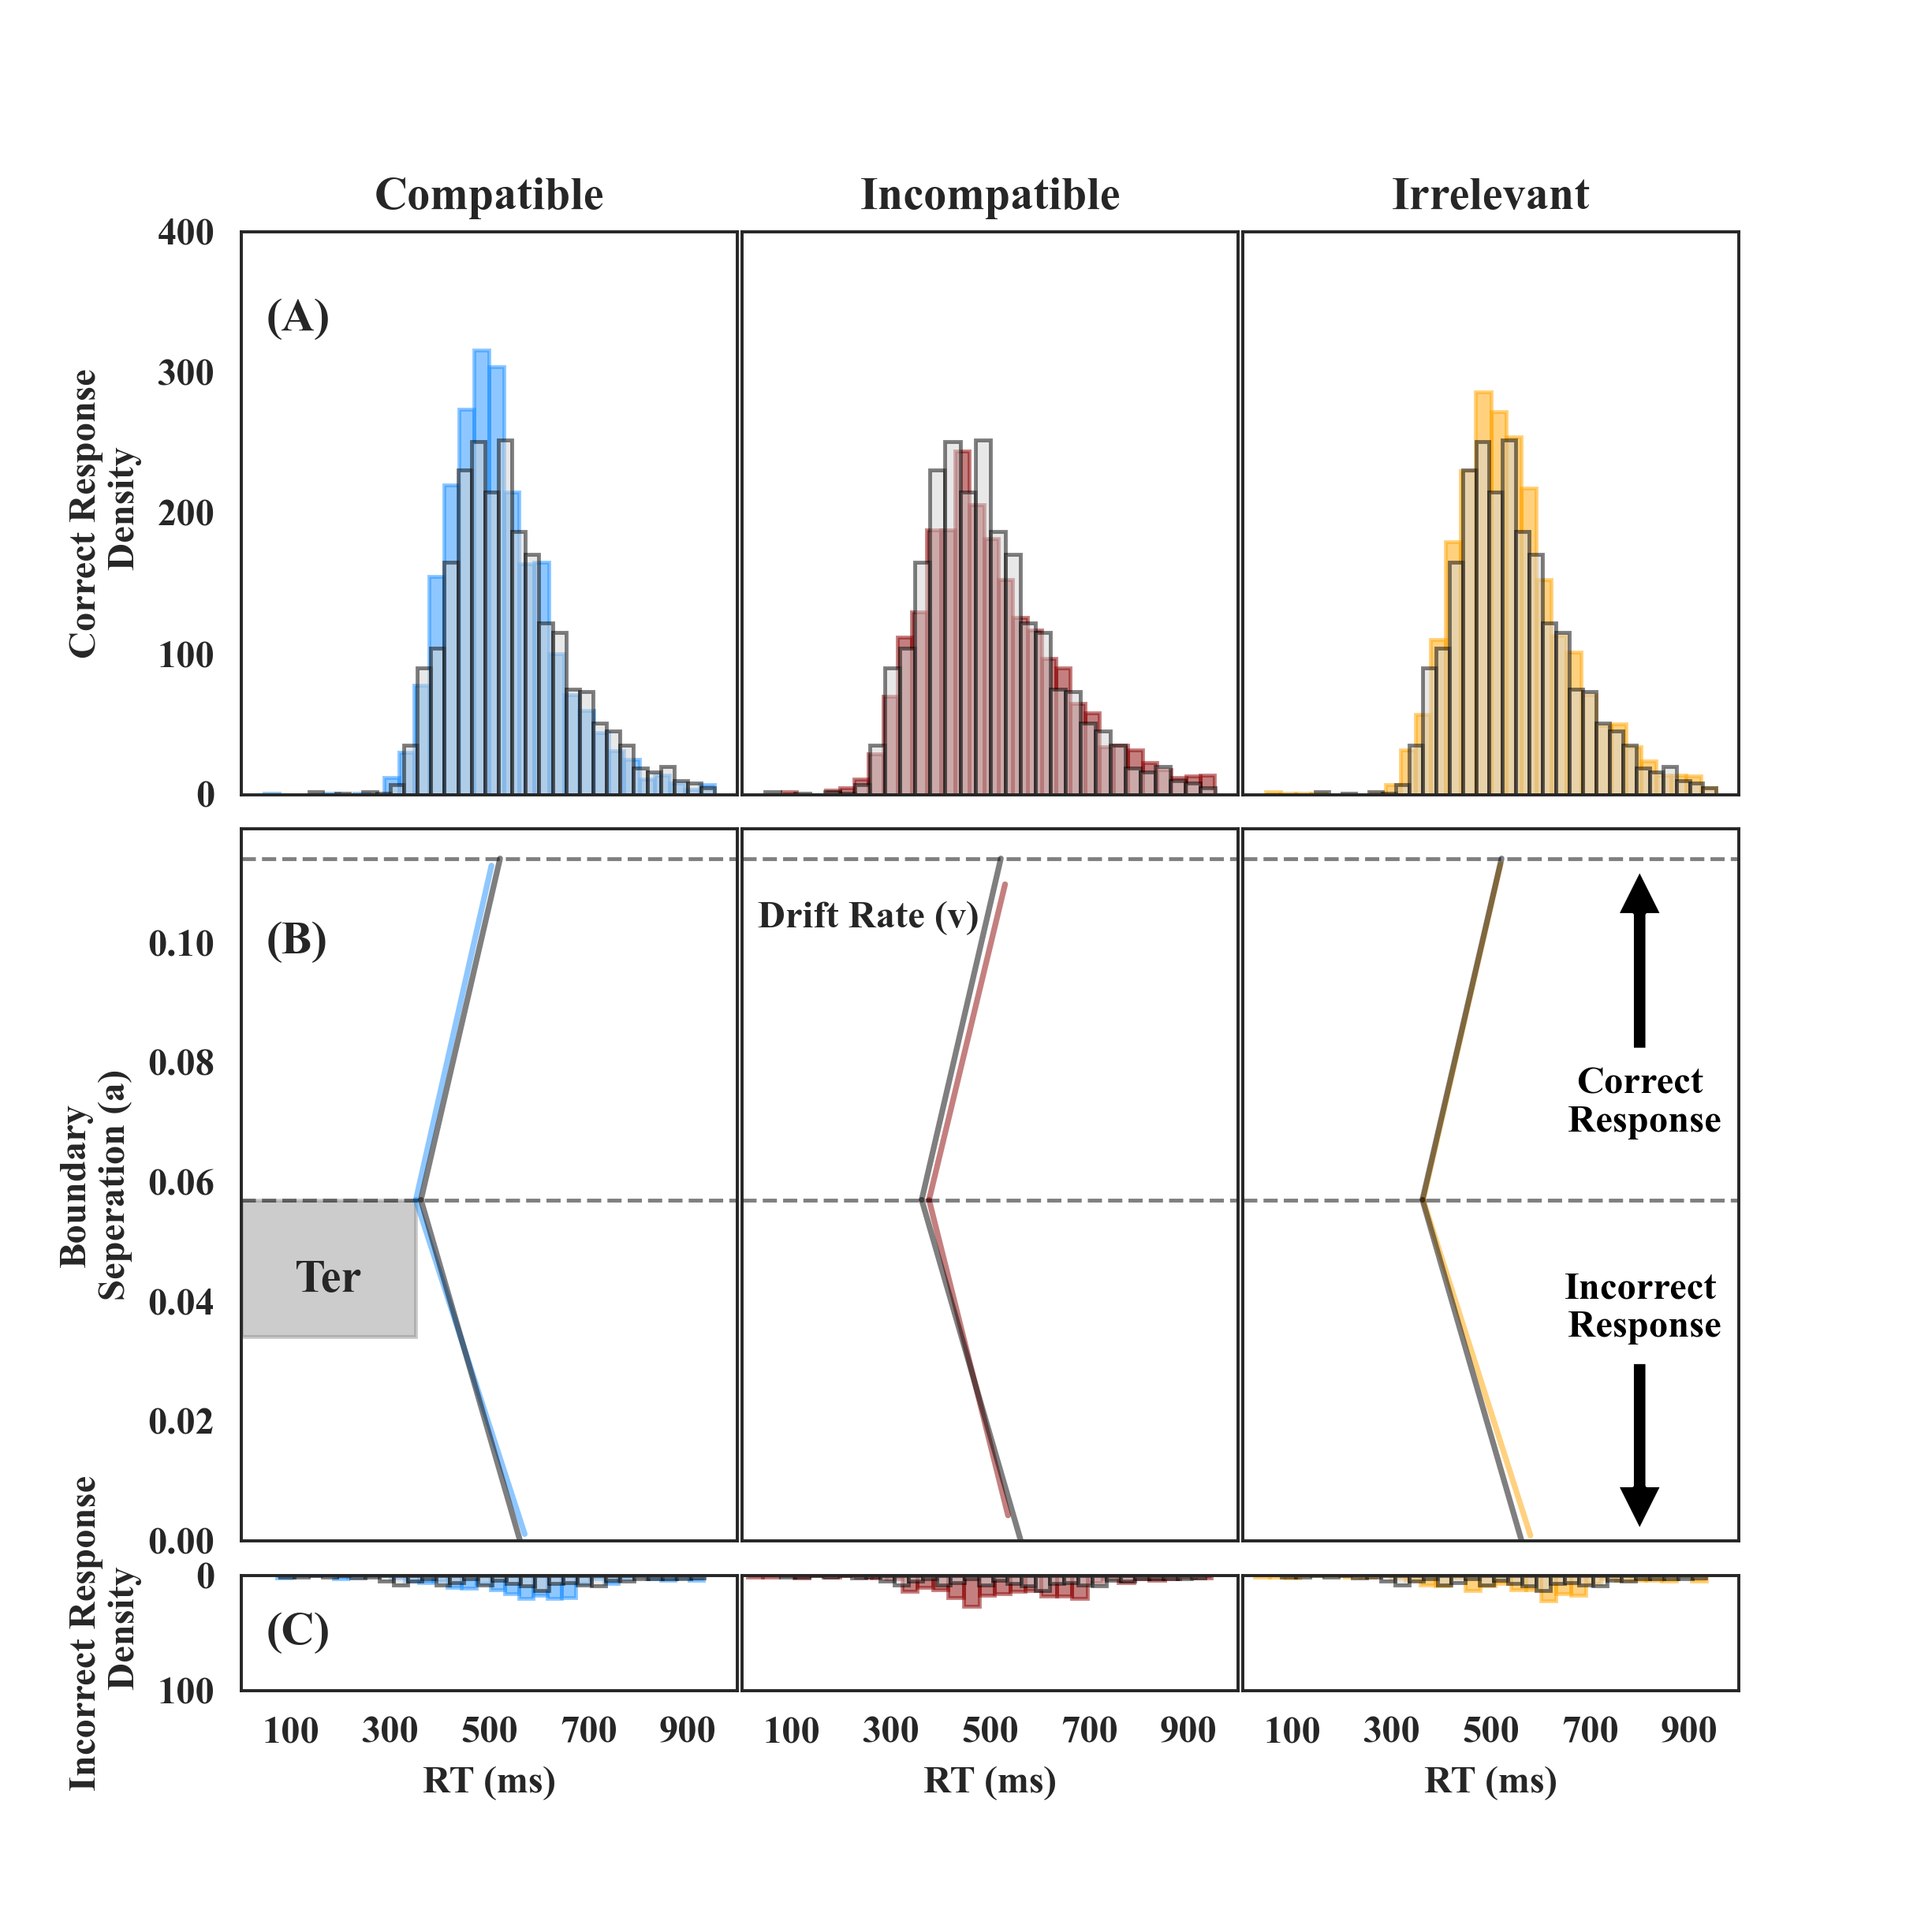 Compatible
Incompatible
Irrelevant
400
300
200
100
0
Correct Response
Density
(A)
0.10
0.08
0.06
0.04
0.02
0.00
Boundary
Seperation (a)
(B)
Ter
Drift Rate (v)
Correct
Response
Incorrect
Response
0
100
Incorrect Response
Density
(C)
100 300 500 700 900
100 300 500 700 900
100 300 500 700 900
RT (ms)
RT (ms)
RT (ms)